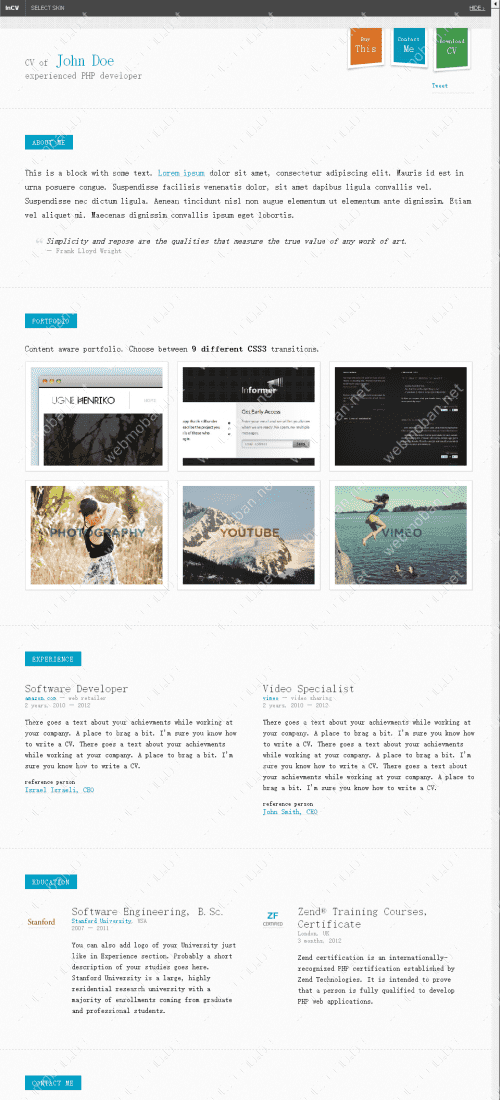 InCV
SELECT SKIN
HIDE ↓
CV of John Doe
experienced PHP developer
Buy
This
Contact
Me
Download
CV
Tweet
ABOUT ME
This is a block with some text. Lorem ipsum dolor sit amet, consectetur adipiscing elit. Mauris id est in
urna posuere congue. Suspendisse facilisis venenatis dolor, sit amet dapibus ligula convallis vel.
Suspendisse nec dictum ligula. Aenean tincidunt nisl non augue elementum ut elementum ante dignissim. Etiam
vel aliquet mi. Maecenas dignissim convallis ipsum eget lobortis.
Simplicity and repose are the qualities that measure the true value of any work of art.
— Frank Lloyd Wright
PORTFOLIO
Content aware portfolio. Choose between 9 different CSS3 transitions.
UGNE HENRIKO
Informer
Get Early Access
PHOTOGRAPHY
YOUTUBE
VIMEO
EXPERIENCE
Software Developer
amazon.com — web retailer
2 years, 2010 — 2012
There goes a text about your achievments while working at
your company. A place to brag a bit. I'm sure you know how
to write a CV. There goes a text about your achievments
while working at your company. A place to brag a bit. I'm
sure you know how to write a CV.
reference person
Israel Israeli, CEO
Video Specialist
vimeo — video sharing
2 years, 2010 — 2012
There goes a text about your achievments while working at
your company. A place to brag a bit. I'm sure you know how
to write a CV. There goes a text about your achievments
while working at your company. A place to brag a bit. I'm
sure you know how to write a CV. There goes a text about
your achievments while working at your company. A place to
brag a bit. I'm sure you know how to write a CV.
reference person
John Smith, CKO
EDUCATION
Stanford
Software Engineering, B.Sc.
Stanford University, USA
2007 — 2011
You can also add logo of your University just
like in Experience section. Probably a short
description of your studies goes here.
Stanford University is a large, highly
residential research university with a
majority of enrollments coming from graduate
and professional students.
ZF
CERTIFIED
Zend® Training Courses,
Certificate
London, UK
3 months, 2012
Zend certification is an internationally-
recognized PHP certification established by
Zend Technologies. It is intended to prove
that a person is fully qualified to develop
PHP web applications.
CONTACT ME
webmoban.net